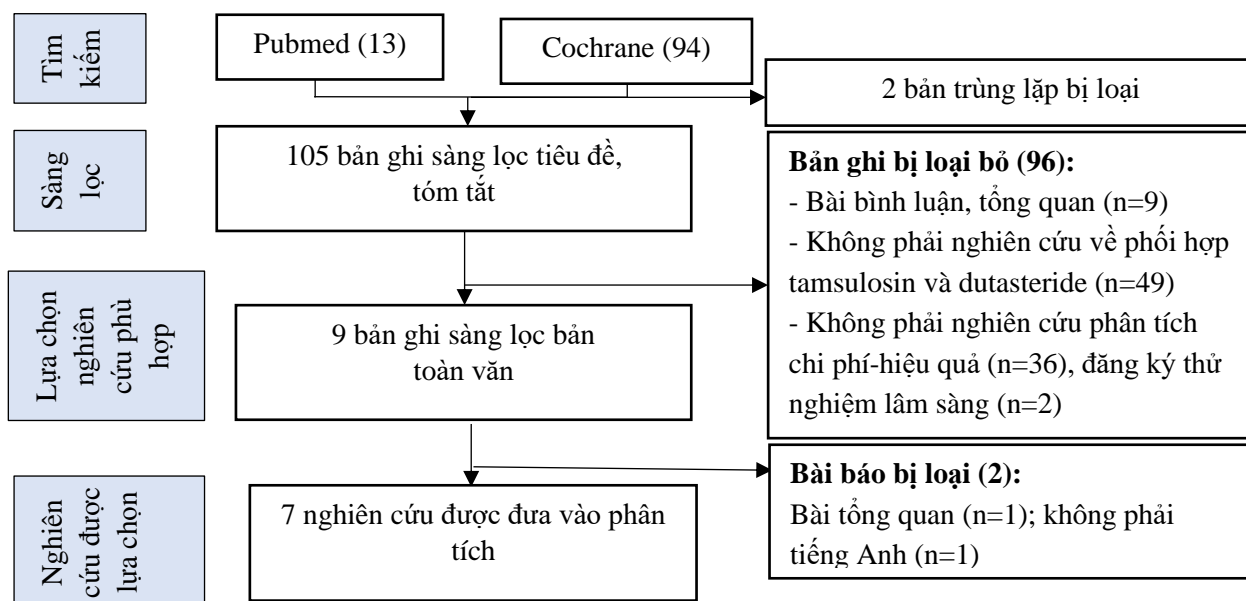 Tìm
kiếm
Pubmed (13)
Cochrane (94)
2 bản trùng lặp bị loại
Sàng
lọc
105 bản ghi sàng lọc tiêu đề,
tóm tắt
Bản ghi bị loại bỏ (96):
- Bài bình luận, tổng quan (n=9)
- Không phải nghiên cứu về phối hợp
tamsulosin và dutasteride (n=49)
- Không phải nghiên cứu phân tích
chi phí-hiệu quả (n=36), đăng ký thử
nghiệm lâm sàng (n=2)
Lựa chọn
nghiên
cứu phù
hợp
9 bản ghi sàng lọc bản
toàn văn
Bài báo bị loại (2):
Bài tổng quan (n=1); không phải
tiếng Anh (n=1)
Nghiên
cứu được
lựa chọn
7 nghiên cứu được đưa vào phân
tích